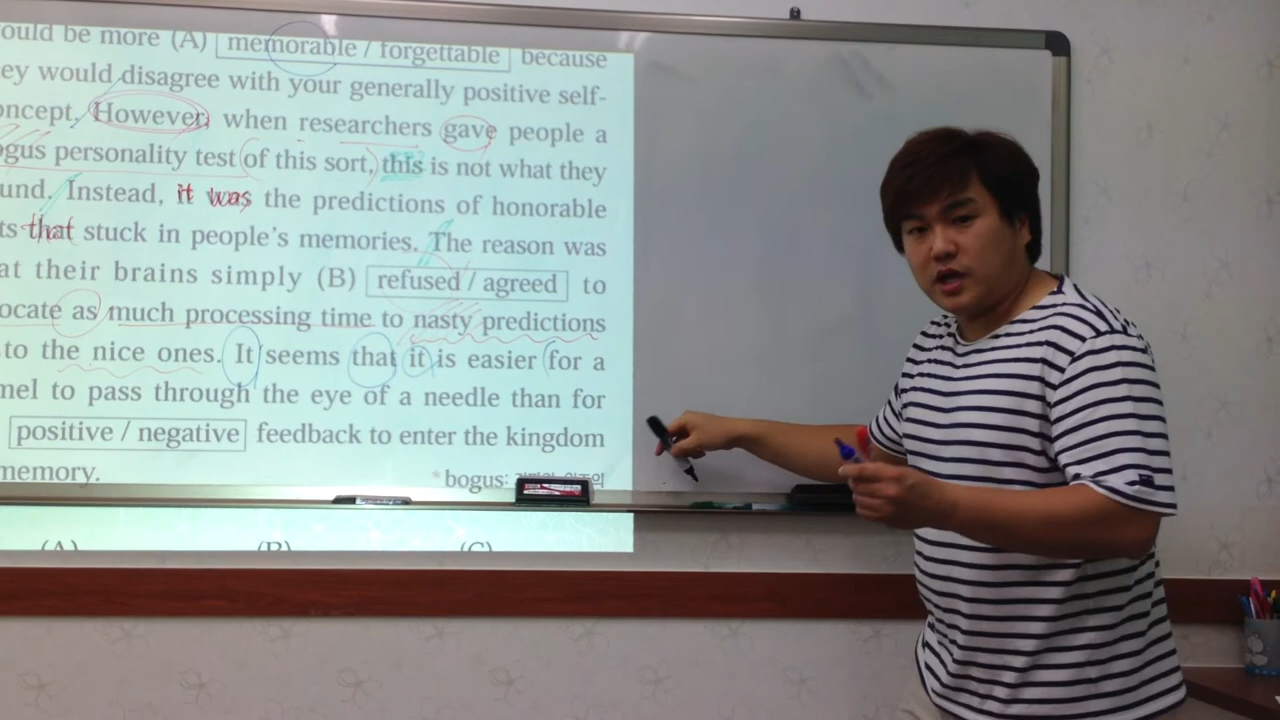 ould be more (A) memorable / forgettable because
ey would disagree with your generally positive self-
oncept. However, when researchers gave people a
ogus personality test of this sort, this is not what they
und. Instead, it was the predictions of honorable
ts that stuck in people's memories. The reason was
at their brains simply (B) refused / agreed to
ocate as much processing time to nasty predictions
to the nice ones. It seems that it is easier for a
mel to pass through the eye of a needle than for
positive / negative feedback to enter the kingdom
memory.
*bogus:
(A) (B) (C)